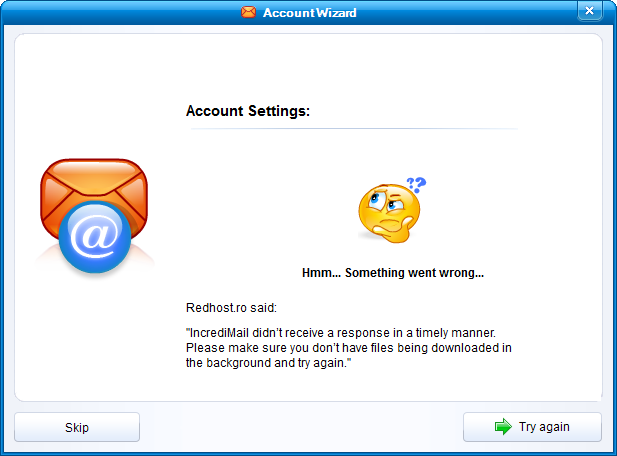 Account Wizard
Account Settings:
??
@
Hmm... Something went wrong...
Redhost.ro said:
"IncrediMail didn't receive a response in a timely manner.
Please make sure you don't have files being downloaded in
the background and try again."
Skip
Try again